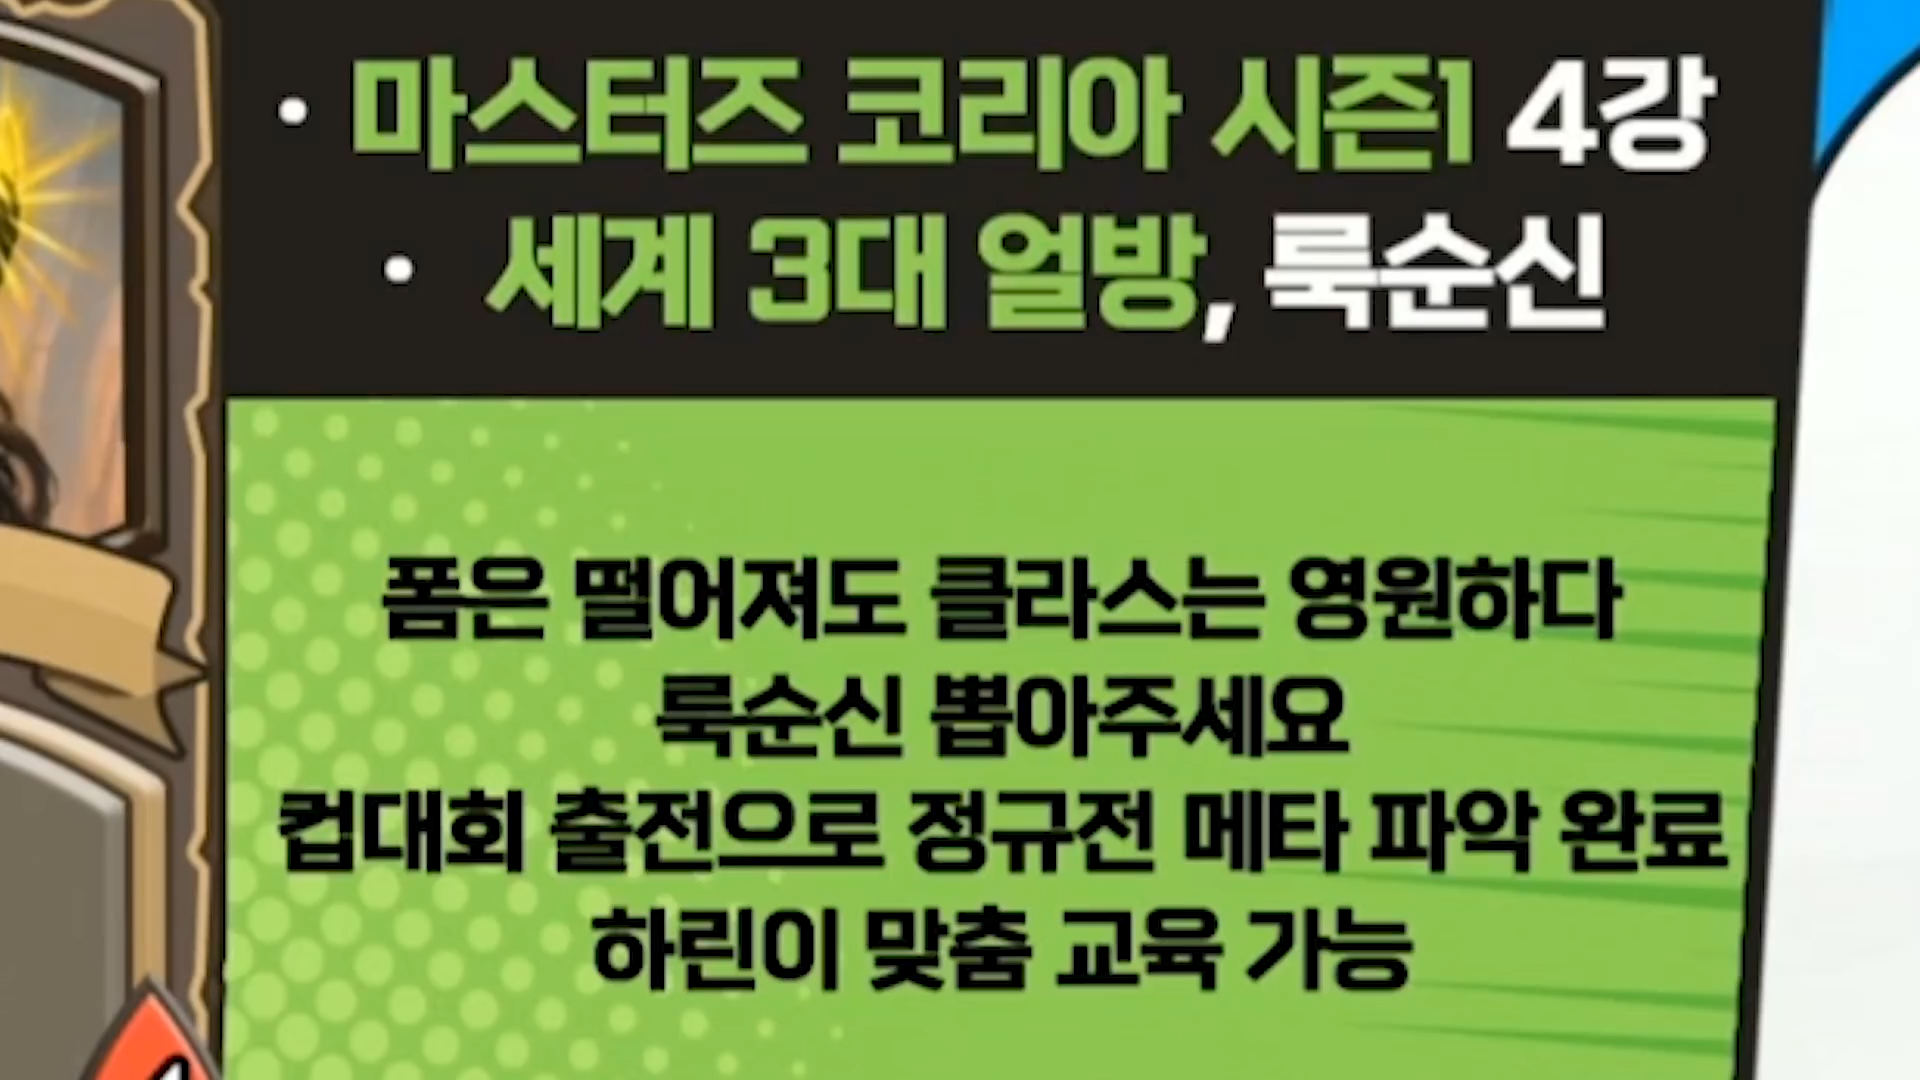 • 마스터즈 코리아 시즌1 4강
• 세계 3대 얼방, 룩순신
폼은 떨어져도 클라스는 영원하다
룩순신 뽑아주세요
컵대회 출전으로 정규전 메타 파악 완료
하린이 맞춤 교육 가능